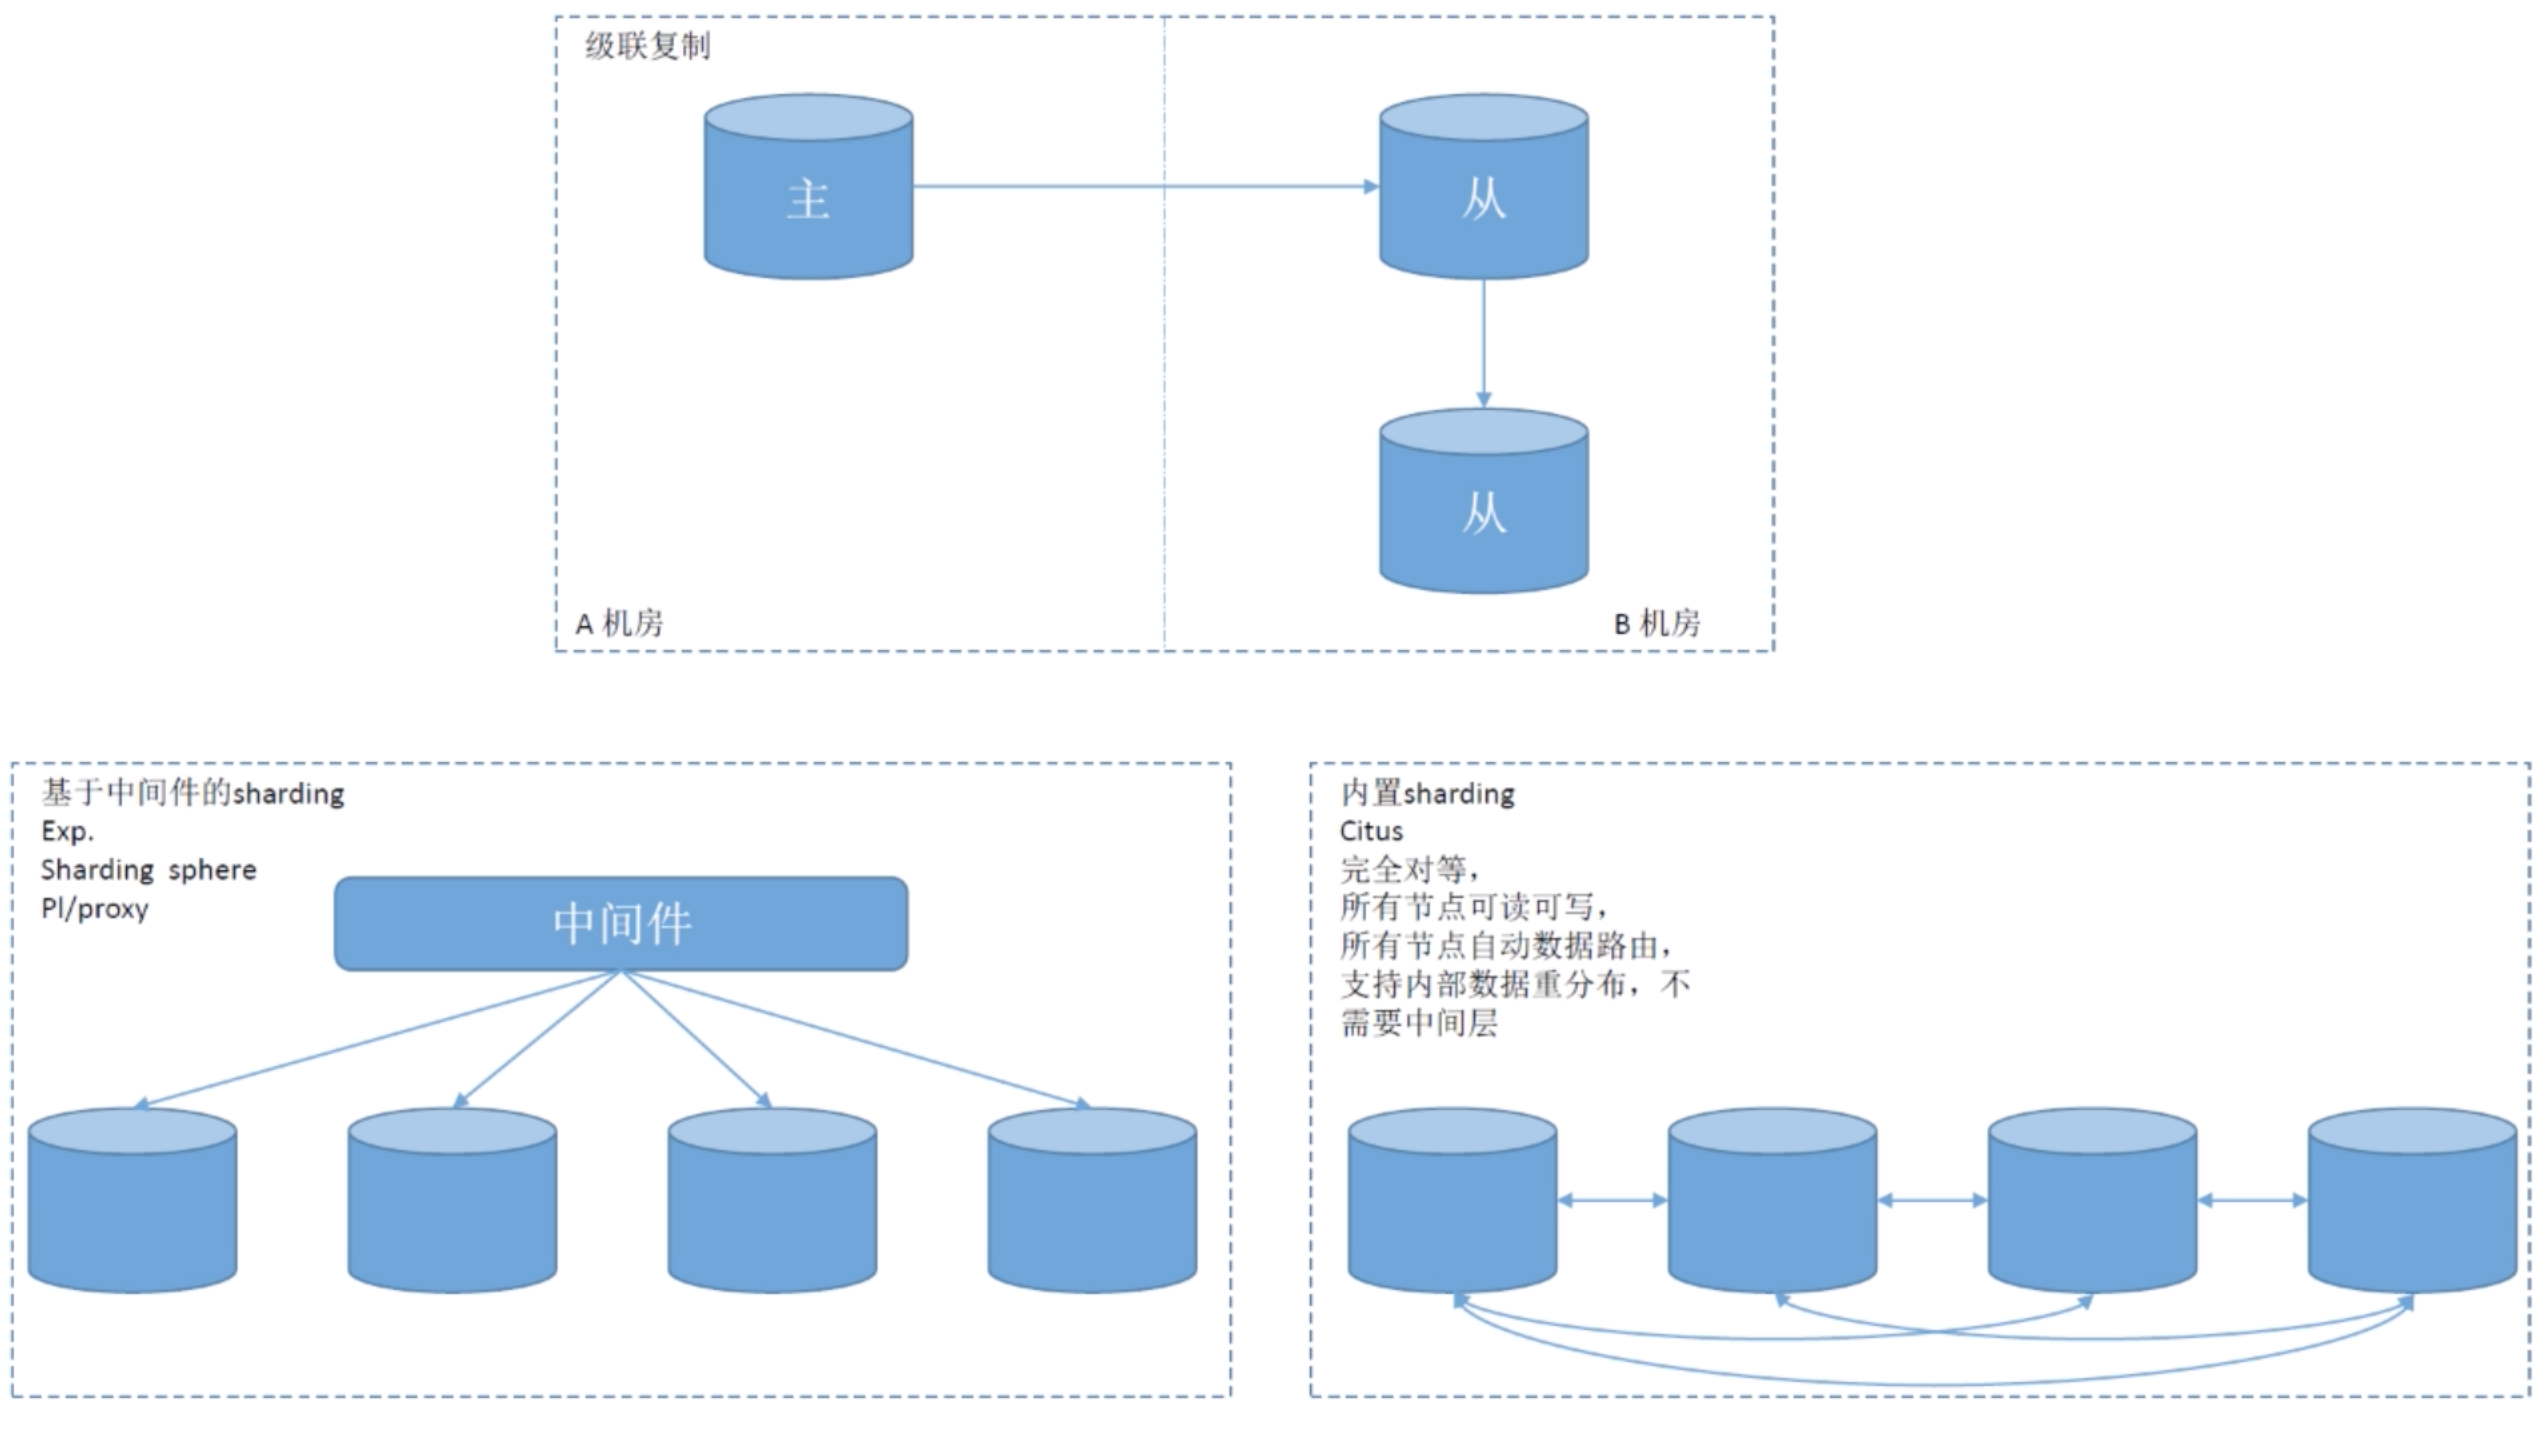 级联复制
主
从
从
A 机房
B 机房
基于中间件的sharding
Exp.
Sharding sphere
Pl/proxy
中间件
内置sharding
Citus
完全对等，
所有节点可读可写，
所有节点自动数据路由，
支持内部数据重分布，不
需要中间层